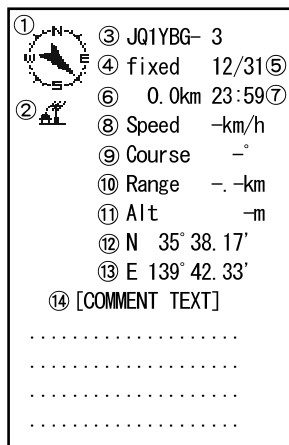 ① N ③ JQ1YBG- 3
W E ④ fixed 12/31⑤
S
② ⑥ 0.0km 23:59⑦
⑧ Speed -km/h
⑨ Course -°
⑩ Range -.-km
⑪ Alt -m
⑫ N 35°38.17'
⑬ E 139°42.33'
⑭ [COMMENT TEXT]
. . . . . . . . . . . . . . . . . . . .
. . . . . . . . . . . . . . . . . . . .
. . . . . . . . . . . . . . . . . . . .
. . . . . . . . . . . . . . . . . . . .